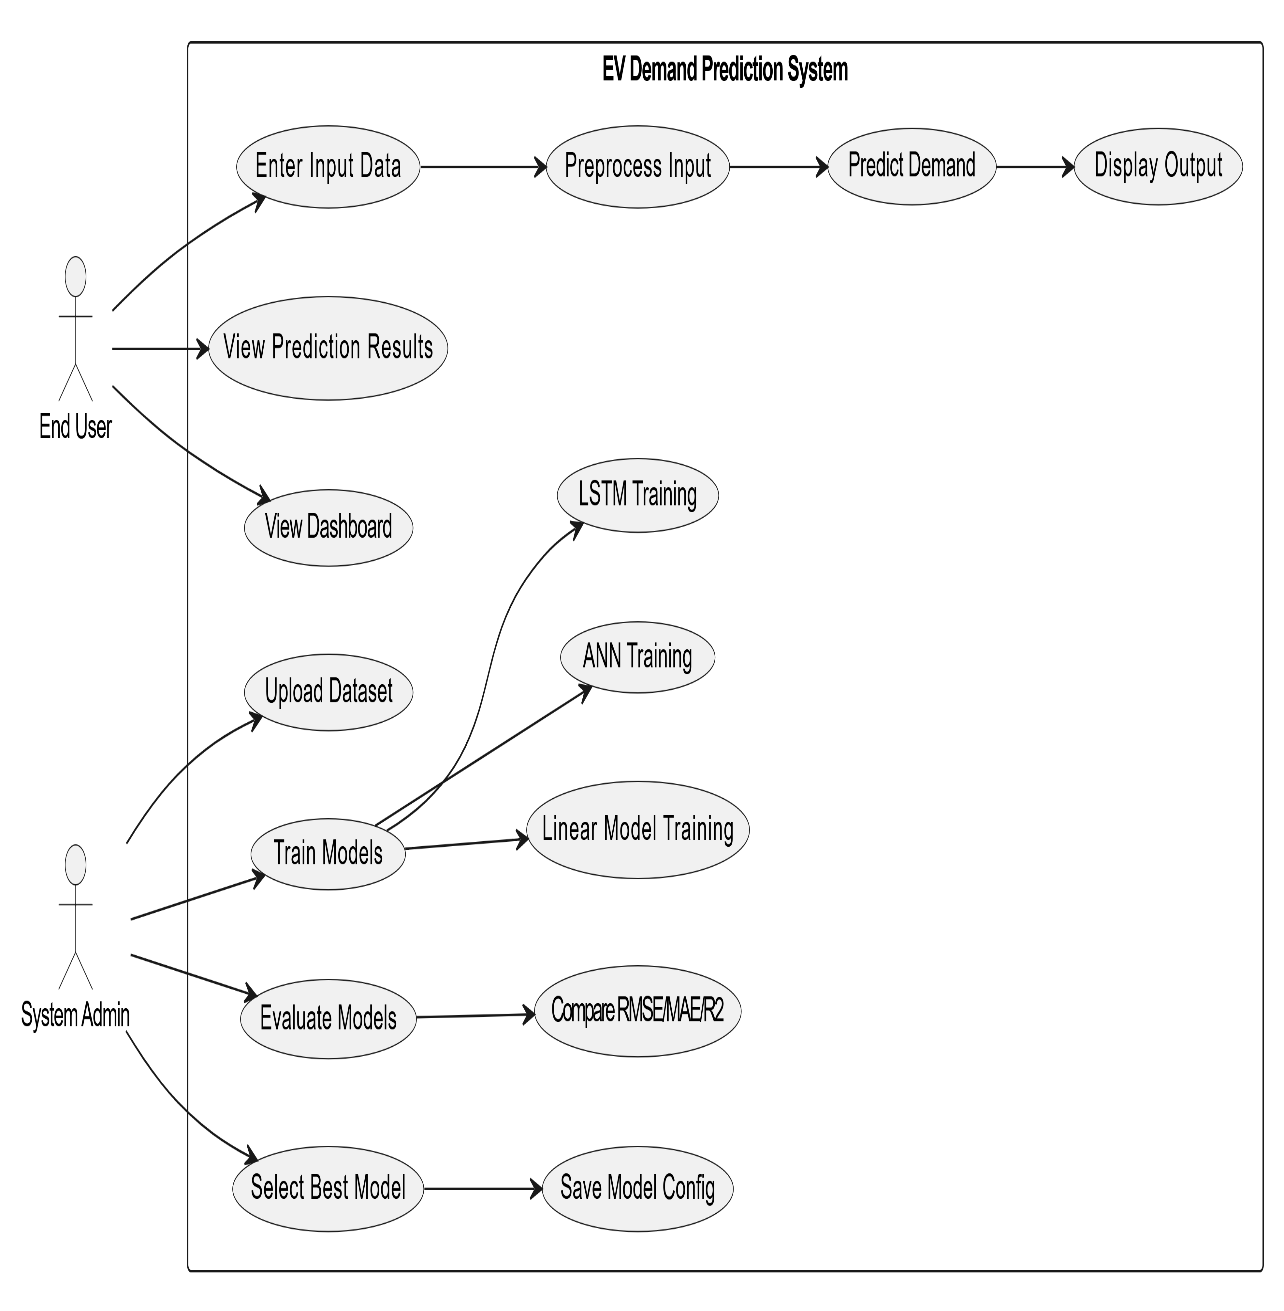 EV Demand Prediction System
Enter Input Data
Preprocess Input
Predict Demand
Display Output
View Prediction Results
End User
LSTM Training
View Dashboard
ANN Training
Upload Dataset
Linear Model Training
Train Models
System Admin
Evaluate Models
Compare RMSE/MAE/R2
Select Best Model
Save Model Config